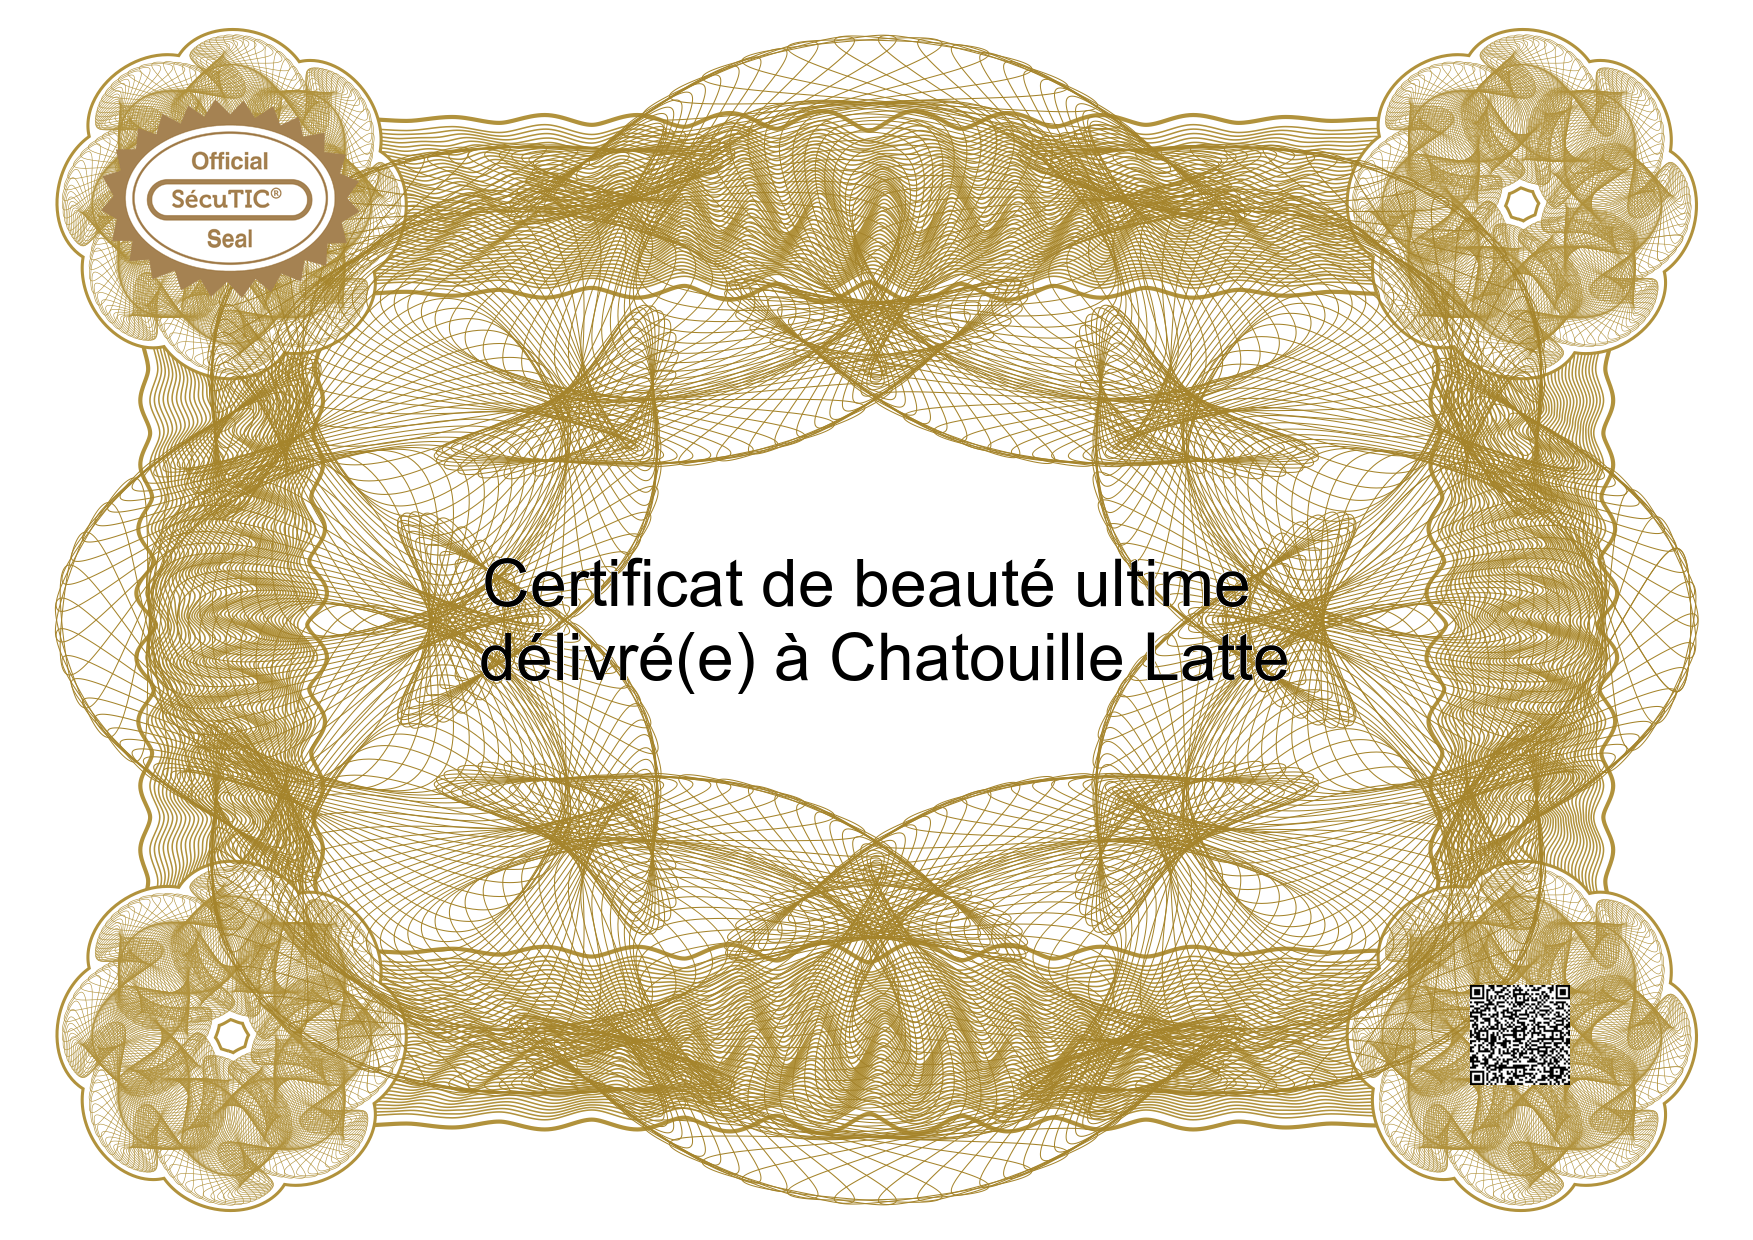 Official
SécuTIC®
Seal
Certificat de beauté ultime
délivré(e) à Chatouille Latte